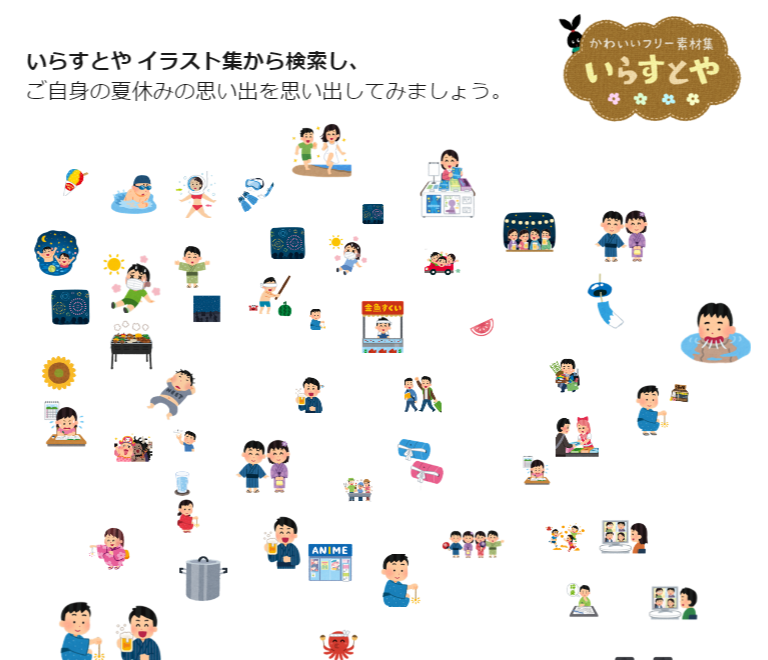 いらすとや イラスト集から検索し、
ご自身の夏休みの思い出を思い出してみましょう。
かわいいフリー素材集
いらすとや
金魚すくい
ANIME